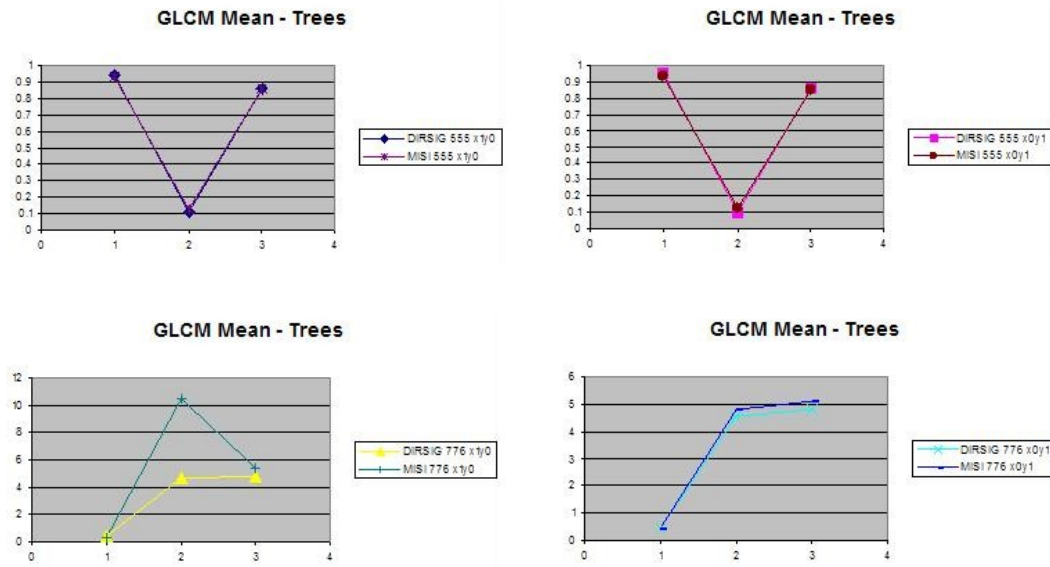 GLCM Mean - Trees
1
0.9
0.8
0.7
0.6
0.5
0.4
0.3
0.2
0.1
0
0 1 2 3 4
DIRSIG 555 x1y0
MISI 555 x1y0
GLCM Mean - Trees
1
0.9
0.8
0.7
0.6
0.5
0.4
0.3
0.2
0.1
0
0 1 2 3 4
DIRSIG 555 x0y1
MISI 555 x0y1
GLCM Mean - Trees
12
10
8
6
4
2
0
0 1 2 3 4
DIRSIG 776 x1y0
MISI 776 x1y0
GLCM Mean - Trees
6
5
4
3
2
1
0
0 1 2 3 4
DIRSIG 776 x0y1
MISI 776 x0y1